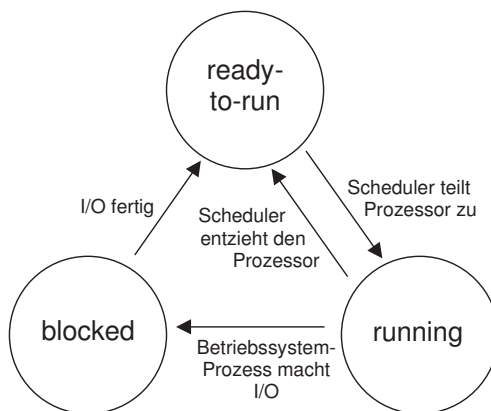 ready-
to-run
I/O fertig
Scheduler
entzieht den
Prozessor
Scheduler teilt
Prozessor zu
blocked
running
Betriebssystem-
Prozess macht
I/O